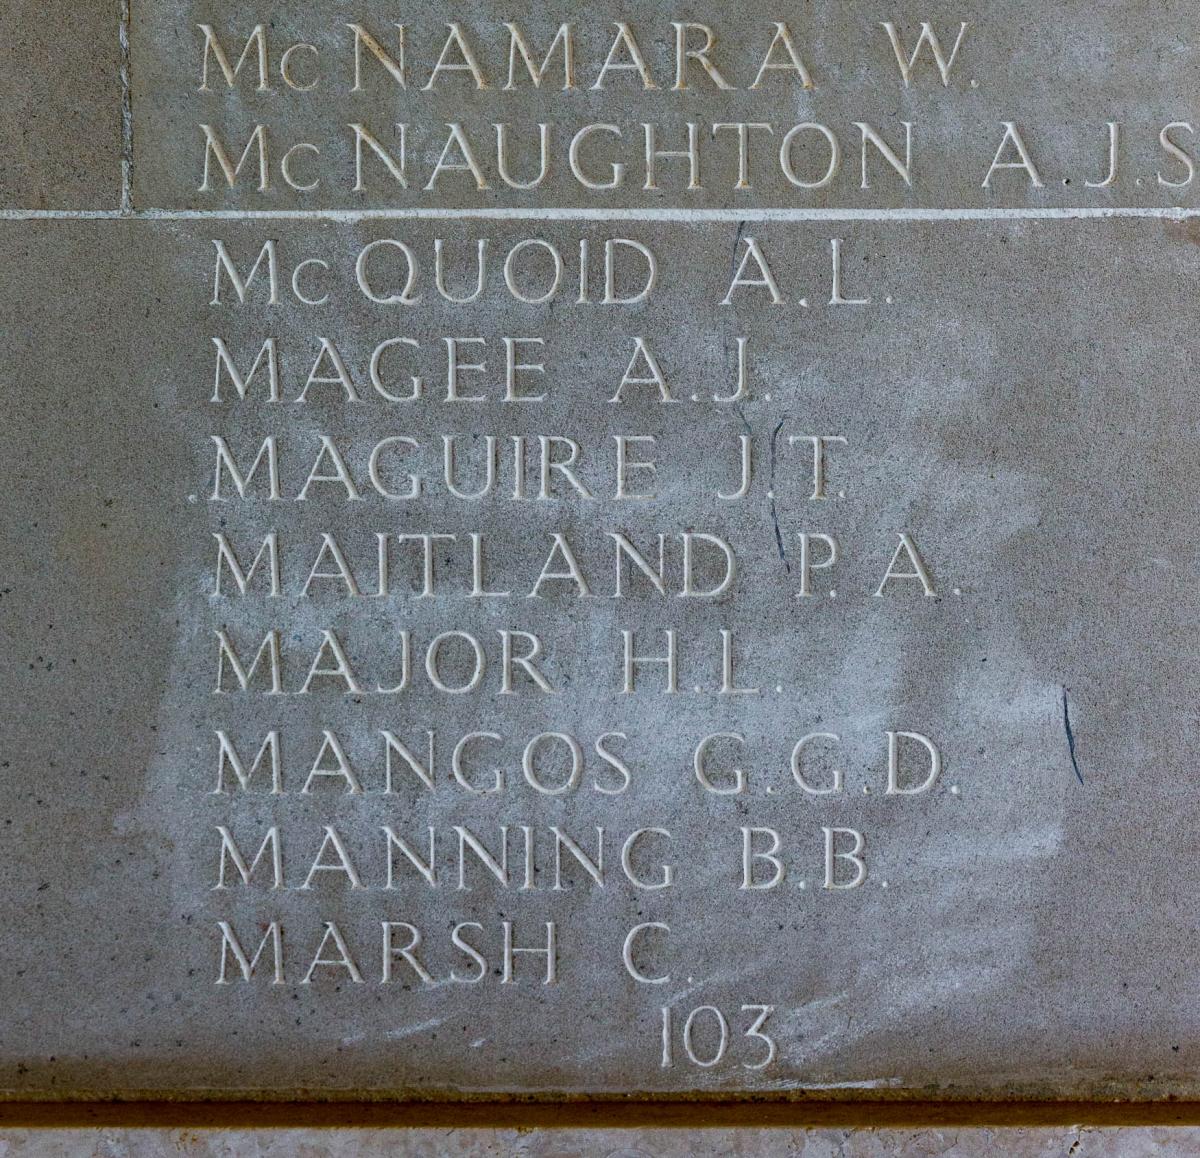 McNAMARA W.
McNAUGHTON A.J.S
McQUOID A.L.
MAGEE A.J.
MAGUIRE J.T.
MAITLAND P.A.
MAJOR H.L.
MANGOS G.G.D.
MANNING B.B.
MARSH C.
103